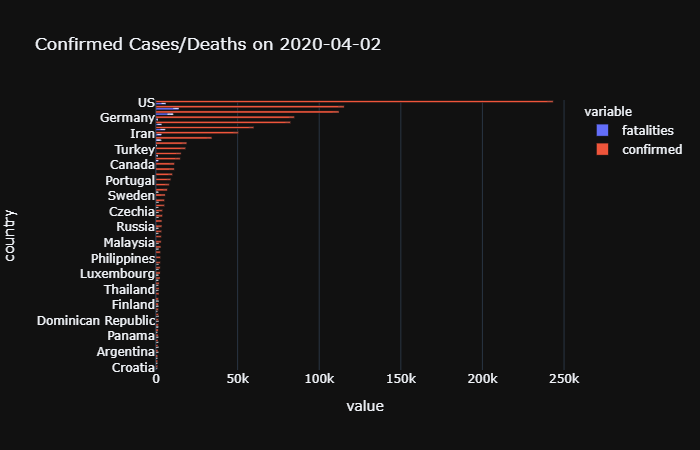 Confirmed Cases/Deaths on 2020-04-02
country
US
Germany
Iran
Turkey
Canada
Portugal
Sweden
Czechia
Russia
Malaysia
Philippines
Luxembourg
Thailand
Finland
Dominican Republic
Panama
Argentina
Croatia
0 50k 100k 150k 200k 250k
value
variable
fatalities
confirmed